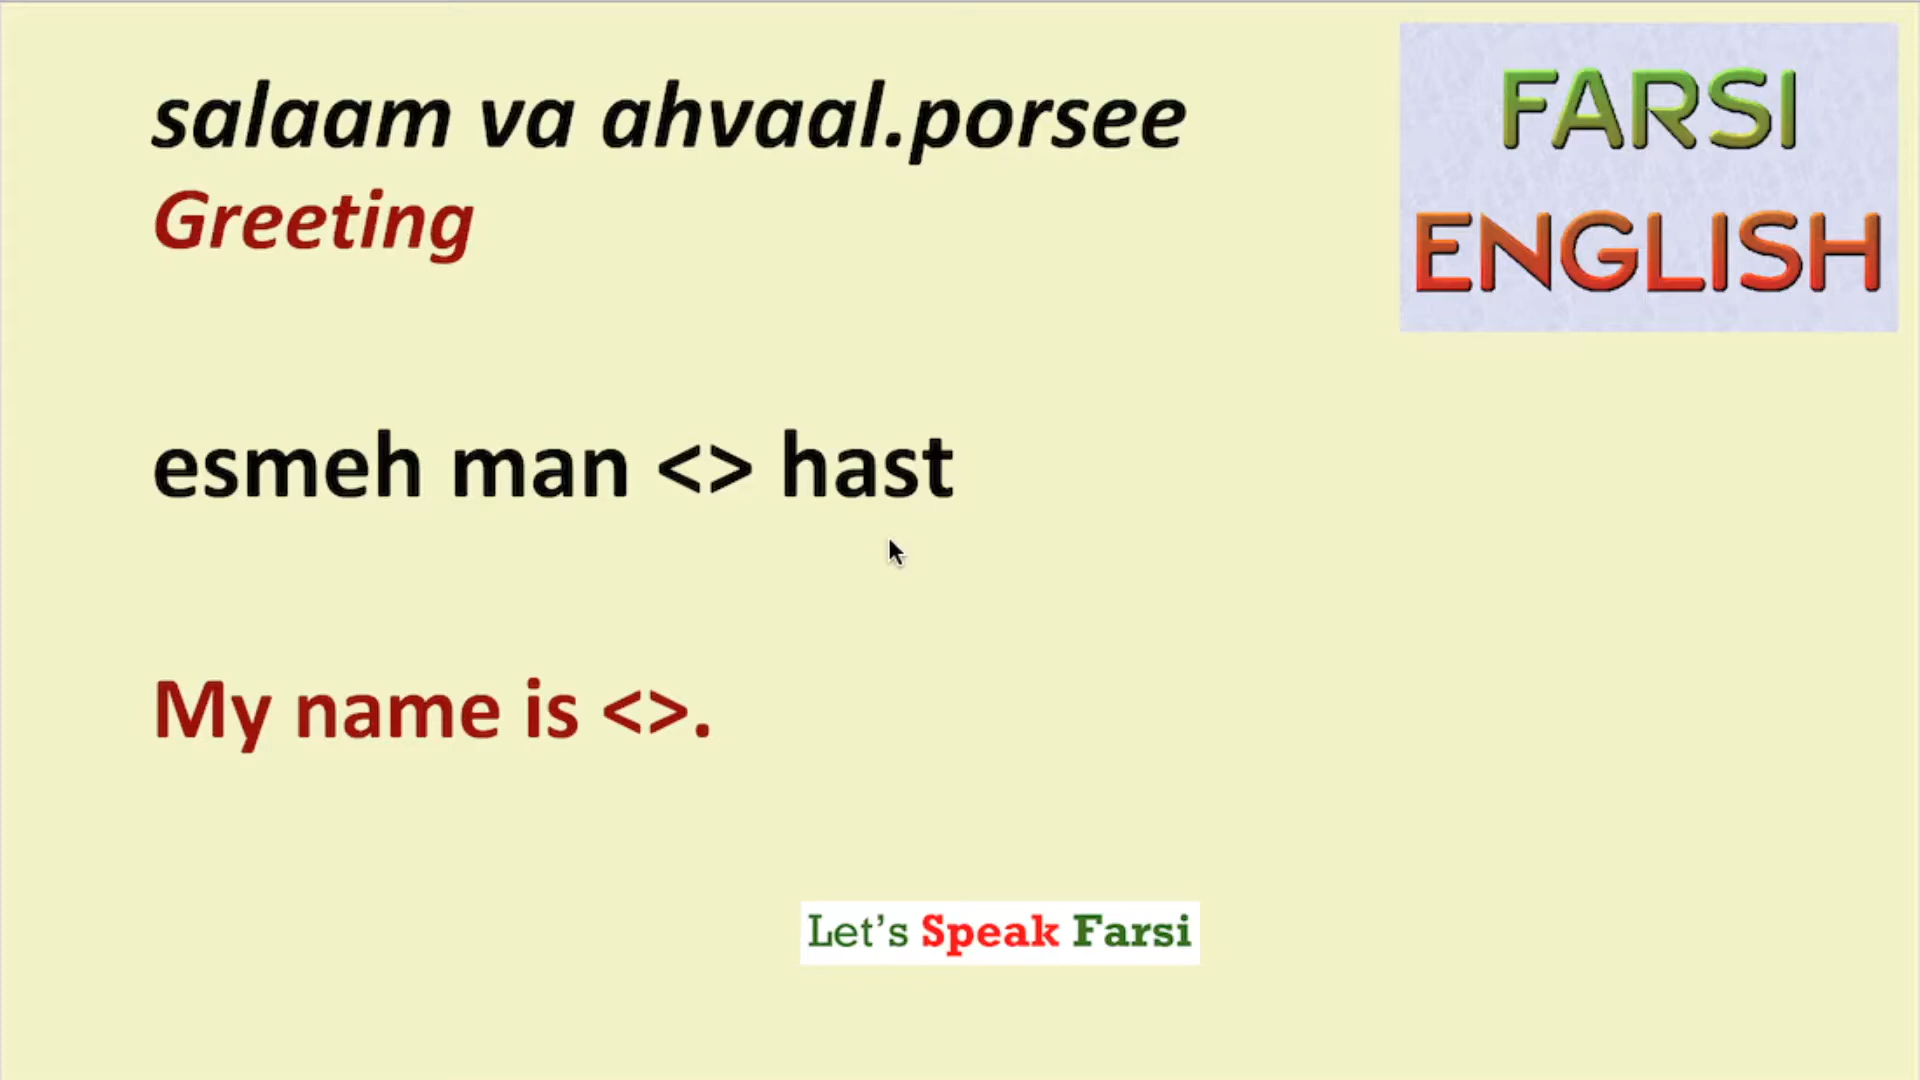 salaam va ahvaal.porsee
Greeting
FARSI
ENGLISH
esmeh man <> hast
My name is <>.
Let's Speak Farsi